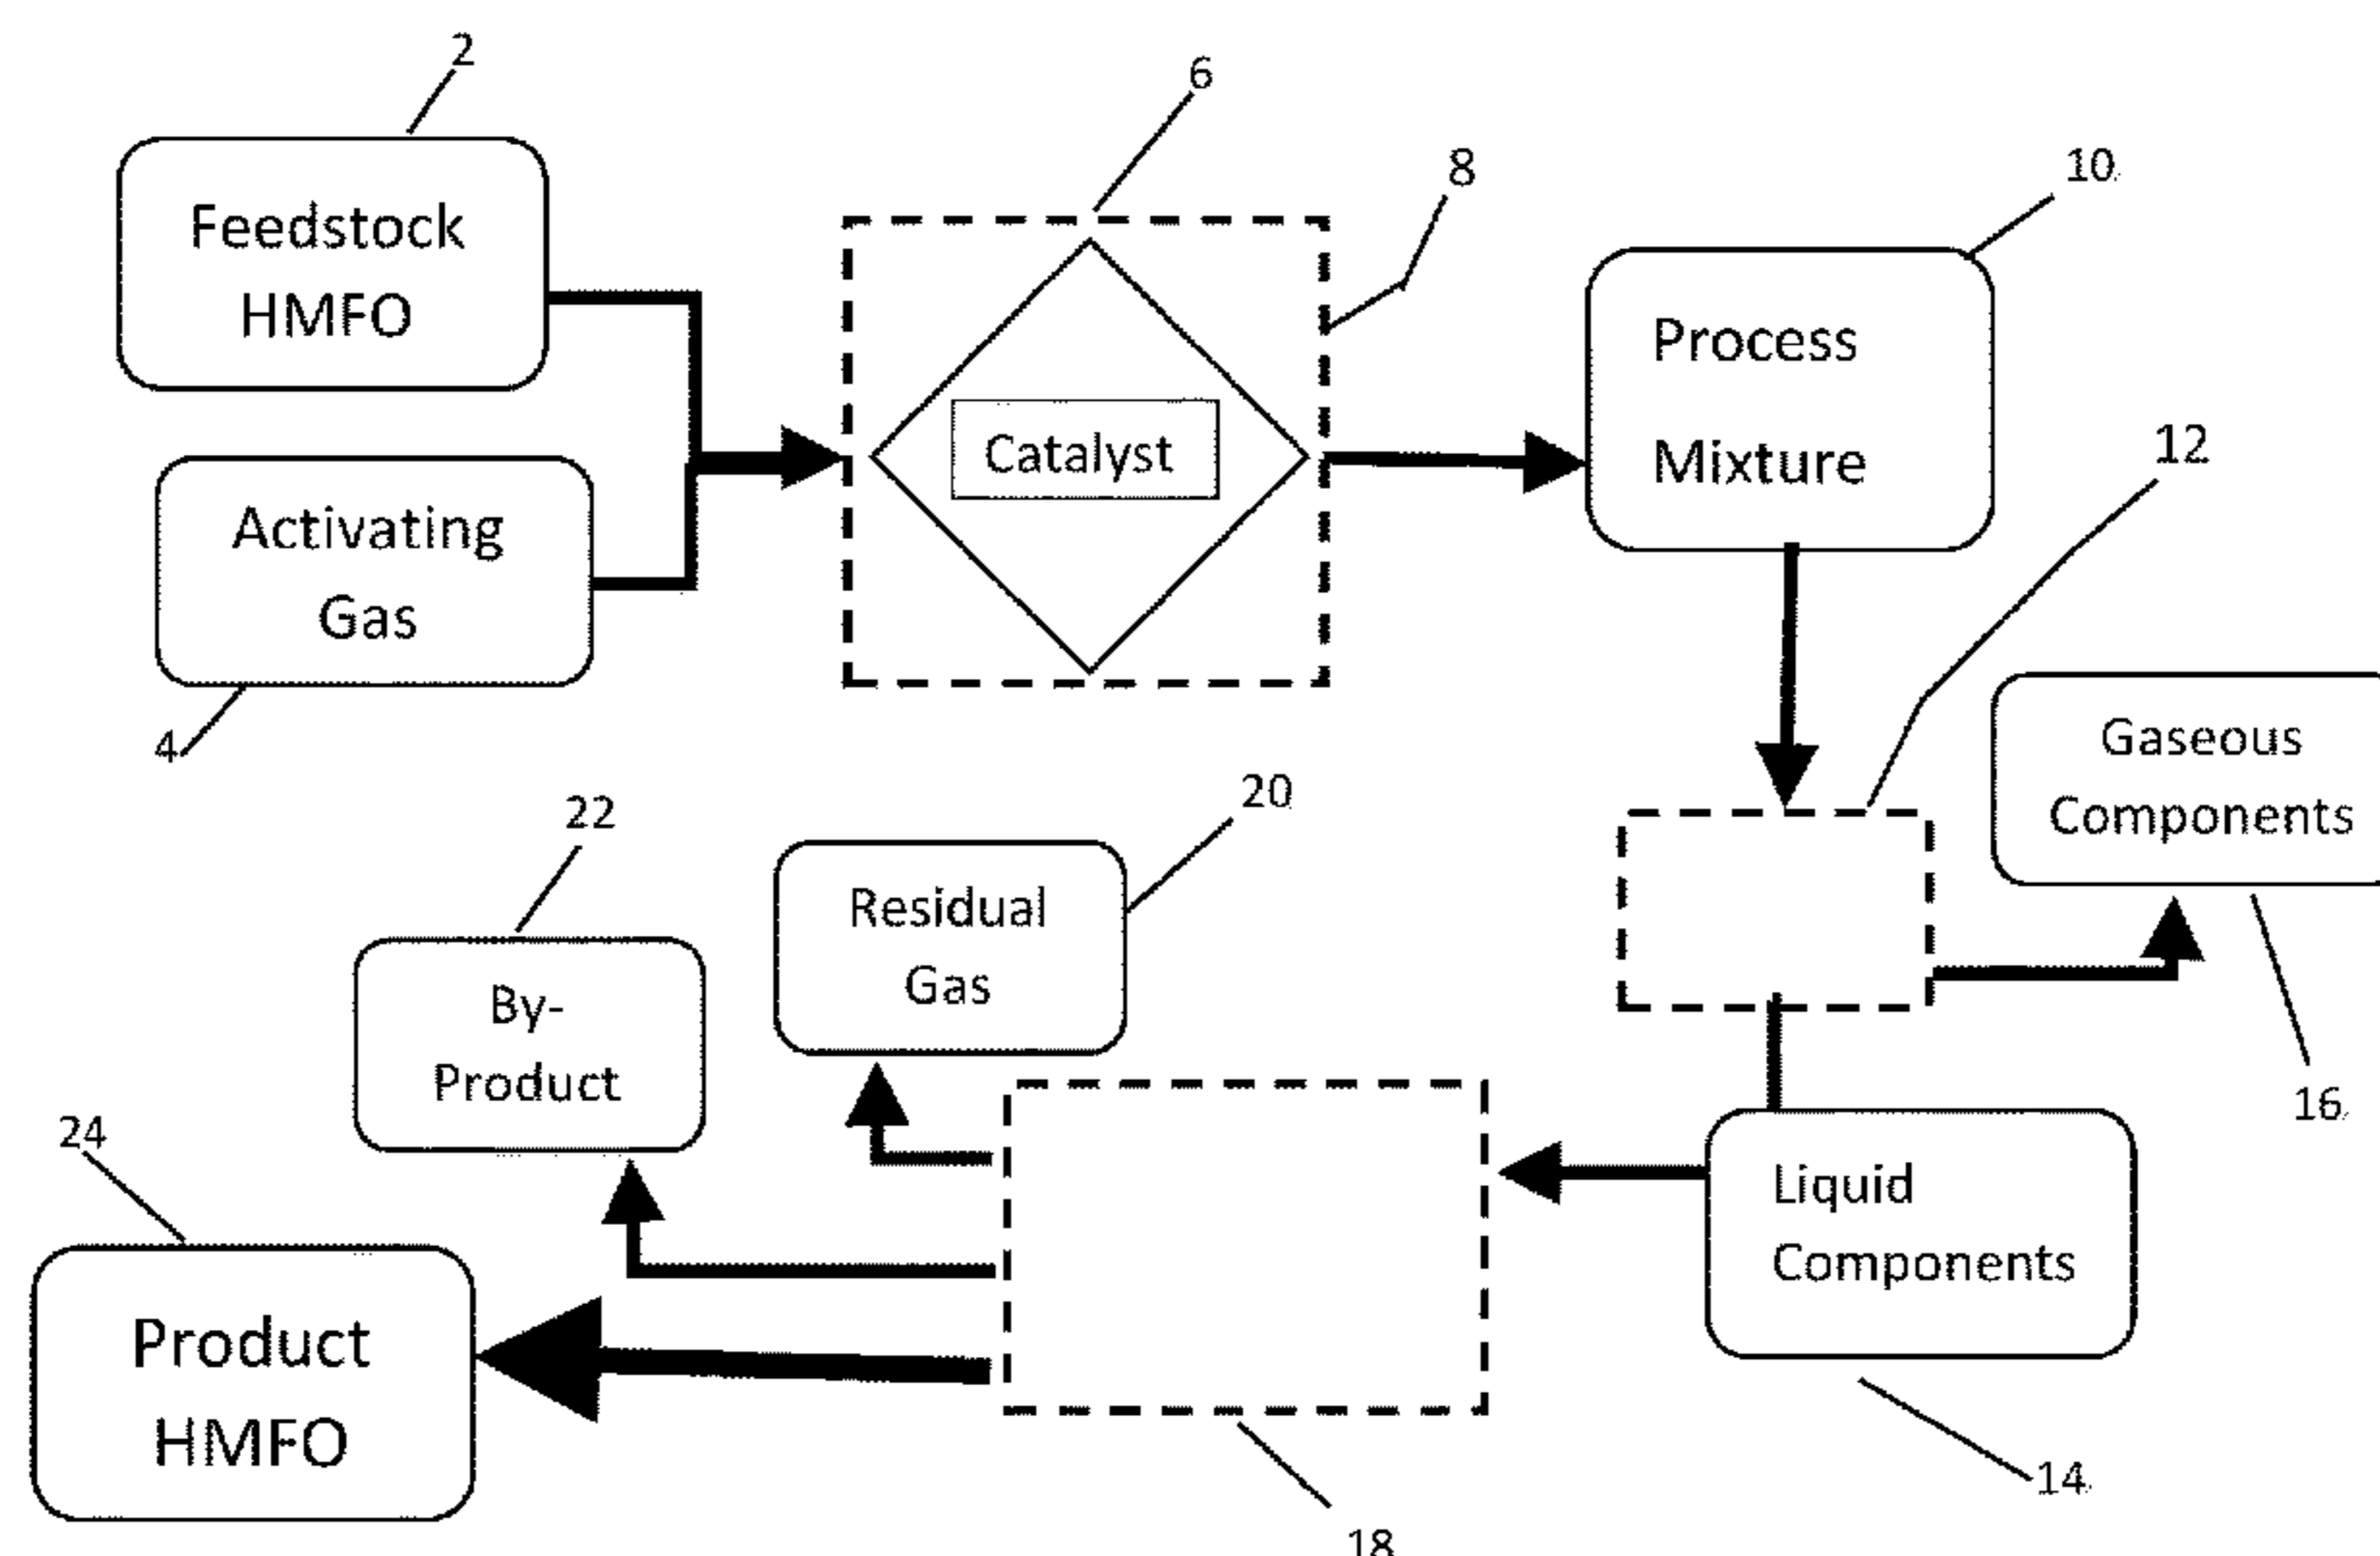 2
6
8
10
Feedstock
HMFO
Process
Mixture
Catalyst
12
Activating
Gas
4
Gaseous
Components
20
22
Residual
Gas
By-
Product
16
24
Liquid
Components
Product
HMFO
14
18